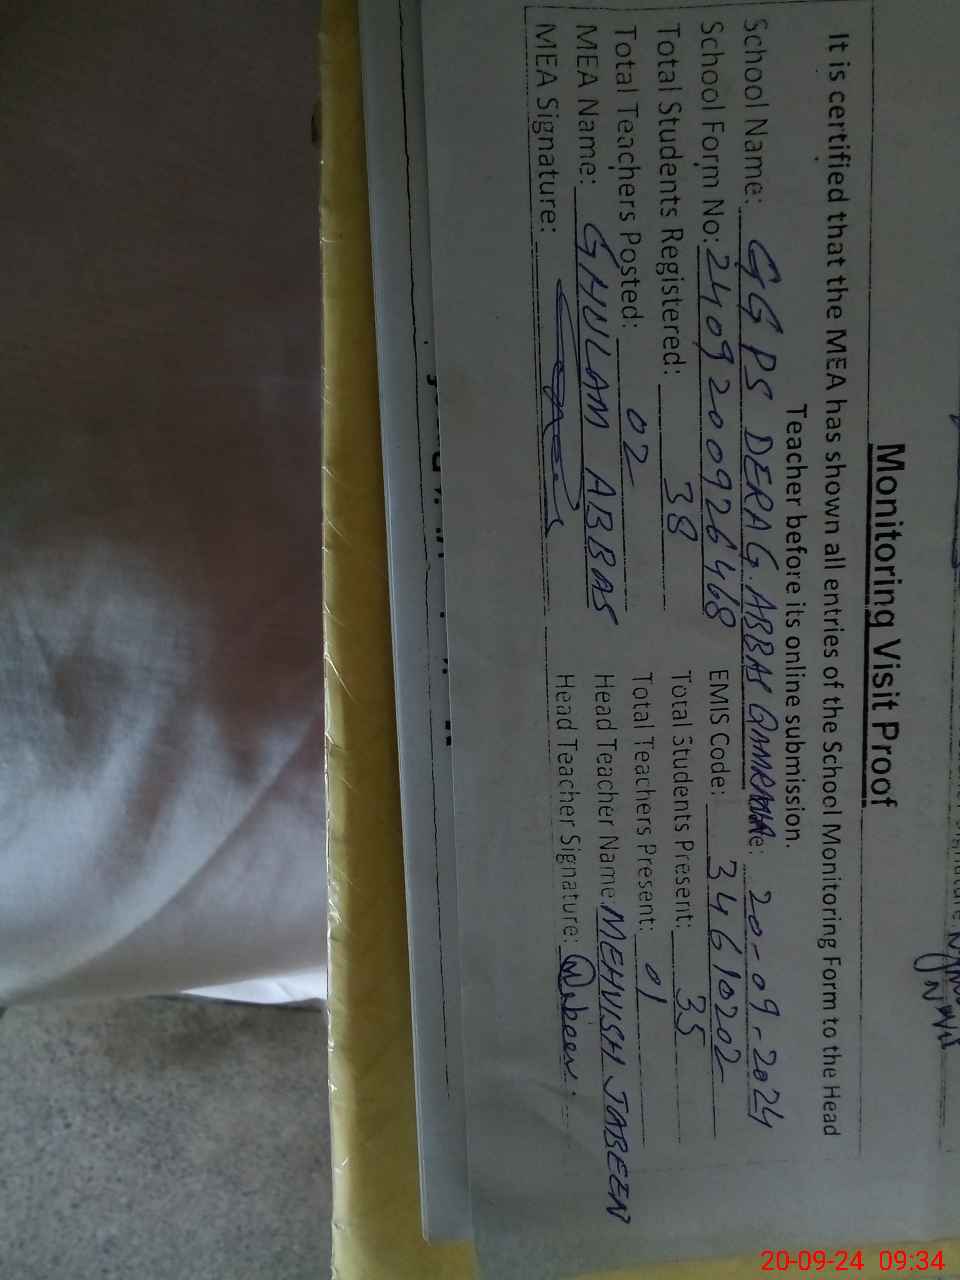 Monitoring Visit Proof
It is certified that the MEA has shown all entries of the School Monitoring Form to the Head
Teacher before its online submission.
School Name: GGPS DERA G. ABBAS Date: 20-09-2024
School Form No: 2409200926468 EMIS Code: 34610202
Total Students Registered: 38 Total Students Present: 35
Total Teachers Posted: 02 Total Teachers Present: 01
MEA Name: GHULAM ABBAS Head Teacher Name: MEHVISH JABEEN
MEA Signature: Head Teacher Signature: Mjabeen.
20-09-24 09:34